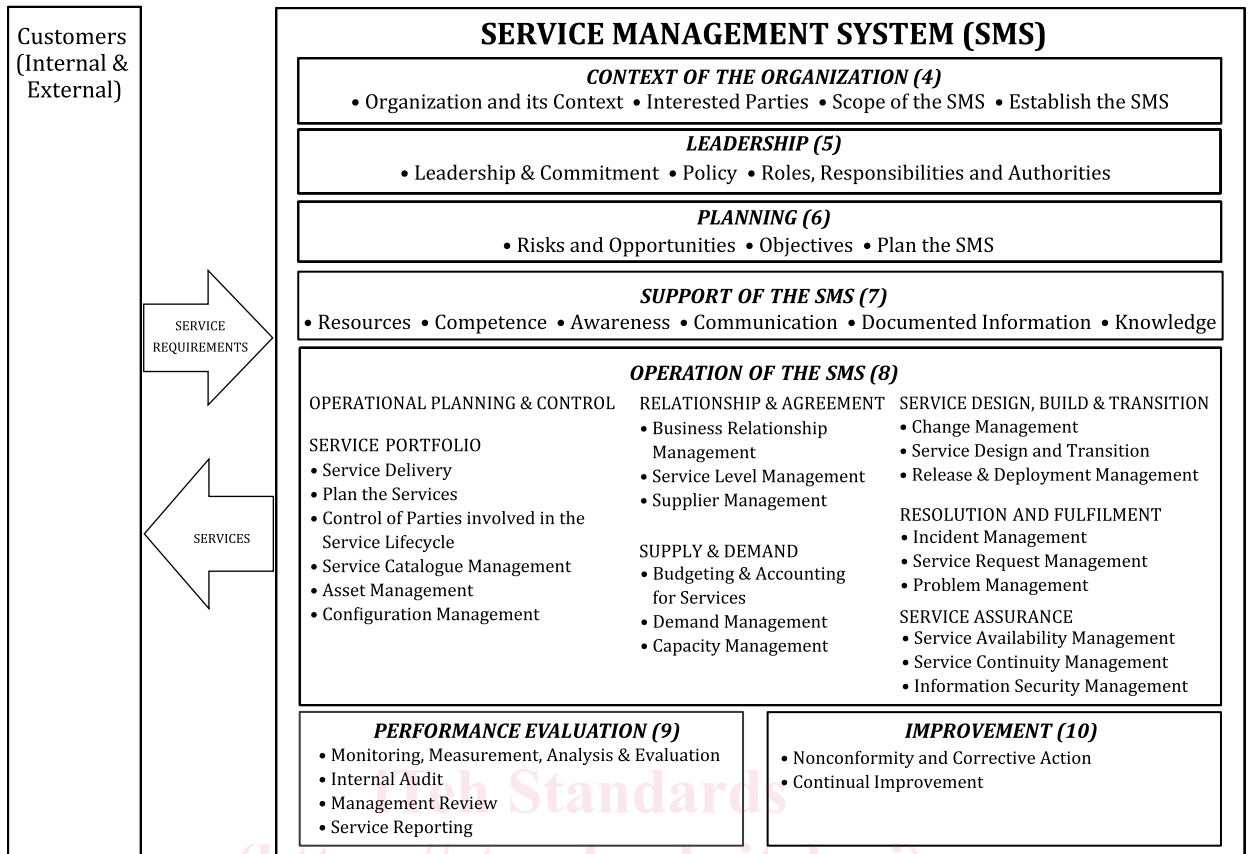 Customers
(Internal &
External)
SERVICE MANAGEMENT SYSTEM (SMS)
CONTEXT OF THE ORGANIZATION (4)
• Organization and its Context • Interested Parties • Scope of the SMS • Establish the SMS
LEADERSHIP (5)
• Leadership & Commitment • Policy • Roles, Responsibilities and Authorities
PLANNING (6)
• Risks and Opportunities • Objectives • Plan the SMS
SERVICE
REQUIREMENTS
SUPPORT OF THE SMS (7)
• Resources • Competence • Awareness • Communication • Documented Information • Knowledge
SERVICES
OPERATION OF THE SMS (8)
OPERATIONAL PLANNING & CONTROL
SERVICE PORTFOLIO
• Service Delivery
• Plan the Services
• Control of Parties involved in the
Service Lifecycle
• Service Catalogue Management
• Asset Management
• Configuration Management
RELATIONSHIP & AGREEMENT
• Business Relationship
Management
• Service Level Management
• Supplier Management
SUPPLY & DEMAND
• Budgeting & Accounting
for Services
• Demand Management
• Capacity Management
SERVICE DESIGN, BUILD & TRANSITION
• Change Management
• Service Design and Transition
• Release & Deployment Management
RESOLUTION AND FULFILMENT
• Incident Management
• Service Request Management
• Problem Management
SERVICE ASSURANCE
• Service Availability Management
• Service Continuity Management
• Information Security Management
PERFORMANCE EVALUATION (9)
• Monitoring, Measurement, Analysis & Evaluation
• Internal Audit
• Management Review
• Service Reporting
IMPROVEMENT (10)
• Nonconformity and Corrective Action
• Continual Improvement
iTeh Standards